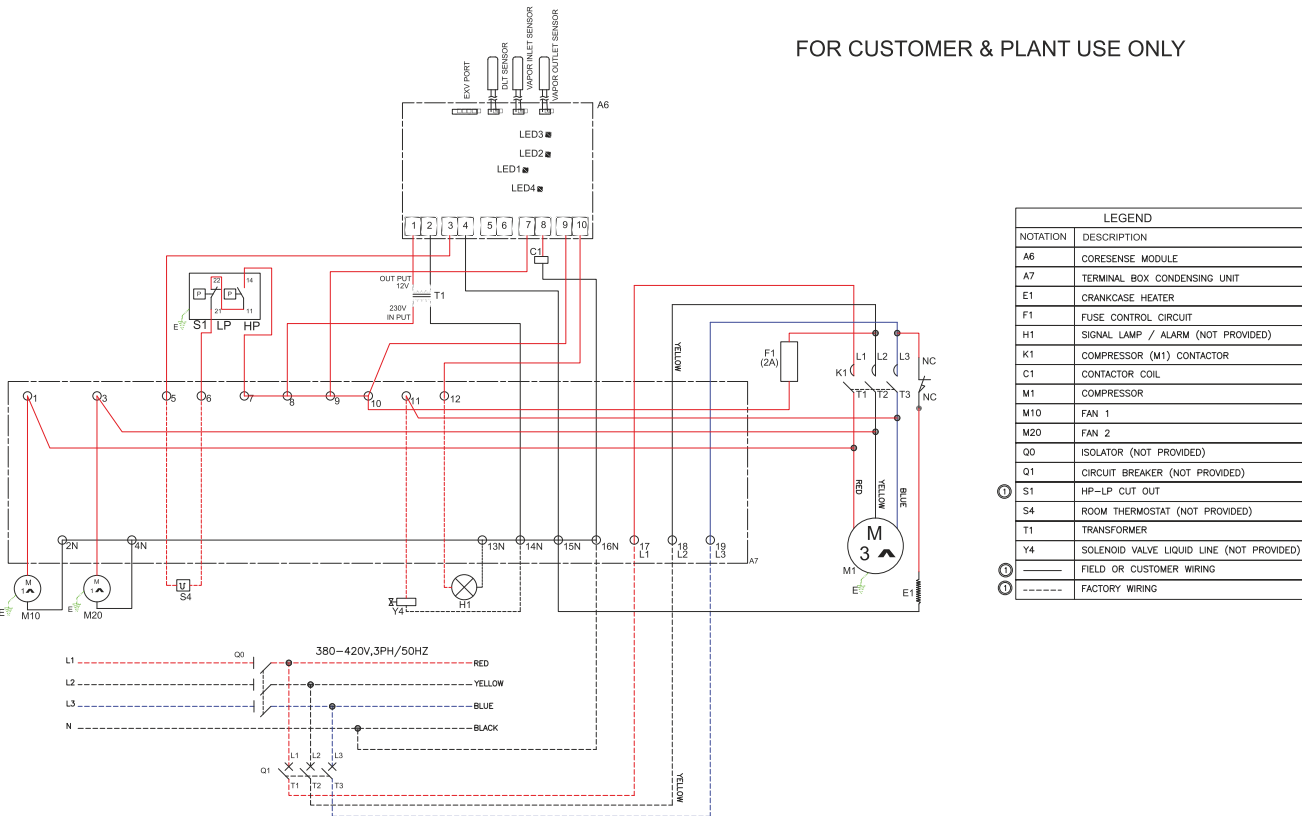 FOR CUSTOMER & PLANT USE ONLY
EXV PORT
DLT SENSOR
VAPOR INLET SENSOR
VAPOR OUTLET SENSOR
A6
LED3
LED2
LED1
LED4
1 2 3 4 5 6 7 8 9 10
C1
OUT PUT
12V
T1
230V
IN PUT
22 14
P P
21 11
E S1 LP HP
YELLOW
F1
(2A)
L1 L2 L3
K1
T1 T2 T3
NC
NC
1 3 5 6 7 8 9 10 11 12
RED
YELLOW
BLUE
2N 4N 13N 14N 15N 16N 17 18 19
L1 L2 L3
A7
M
3
M1
E
E1
M
1
E M10
M
1
E M20
S4
Y4
H1
380-420V,3PH/50HZ
Q0
L1 RED
L2 YELLOW
L3 BLUE
N BLACK
L1 L2 L3
Q1
T1 T2 T3
YELLOW
LEGEND
NOTATION DESCRIPTION
A6 CORESENSE MODULE
A7 TERMINAL BOX CONDENSING UNIT
E1 CRANKCASE HEATER
F1 FUSE CONTROL CIRCUIT
H1 SIGNAL LAMP / ALARM (NOT PROVIDED)
K1 COMPRESSOR (M1) CONTACTOR
C1 CONTACTOR COIL
M1 COMPRESSOR
M10 FAN 1
M20 FAN 2
Q0 ISOLATOR (NOT PROVIDED)
Q1 CIRCUIT BREAKER (NOT PROVIDED)
1 S1 HP-LP CUT OUT
S4 ROOM THERMOSTAT (NOT PROVIDED)
T1 TRANSFORMER
Y4 SOLENOID VALVE LIQUID LINE (NOT PROVIDED)
1 FIELD OR CUSTOMER WIRING
1 FACTORY WIRING